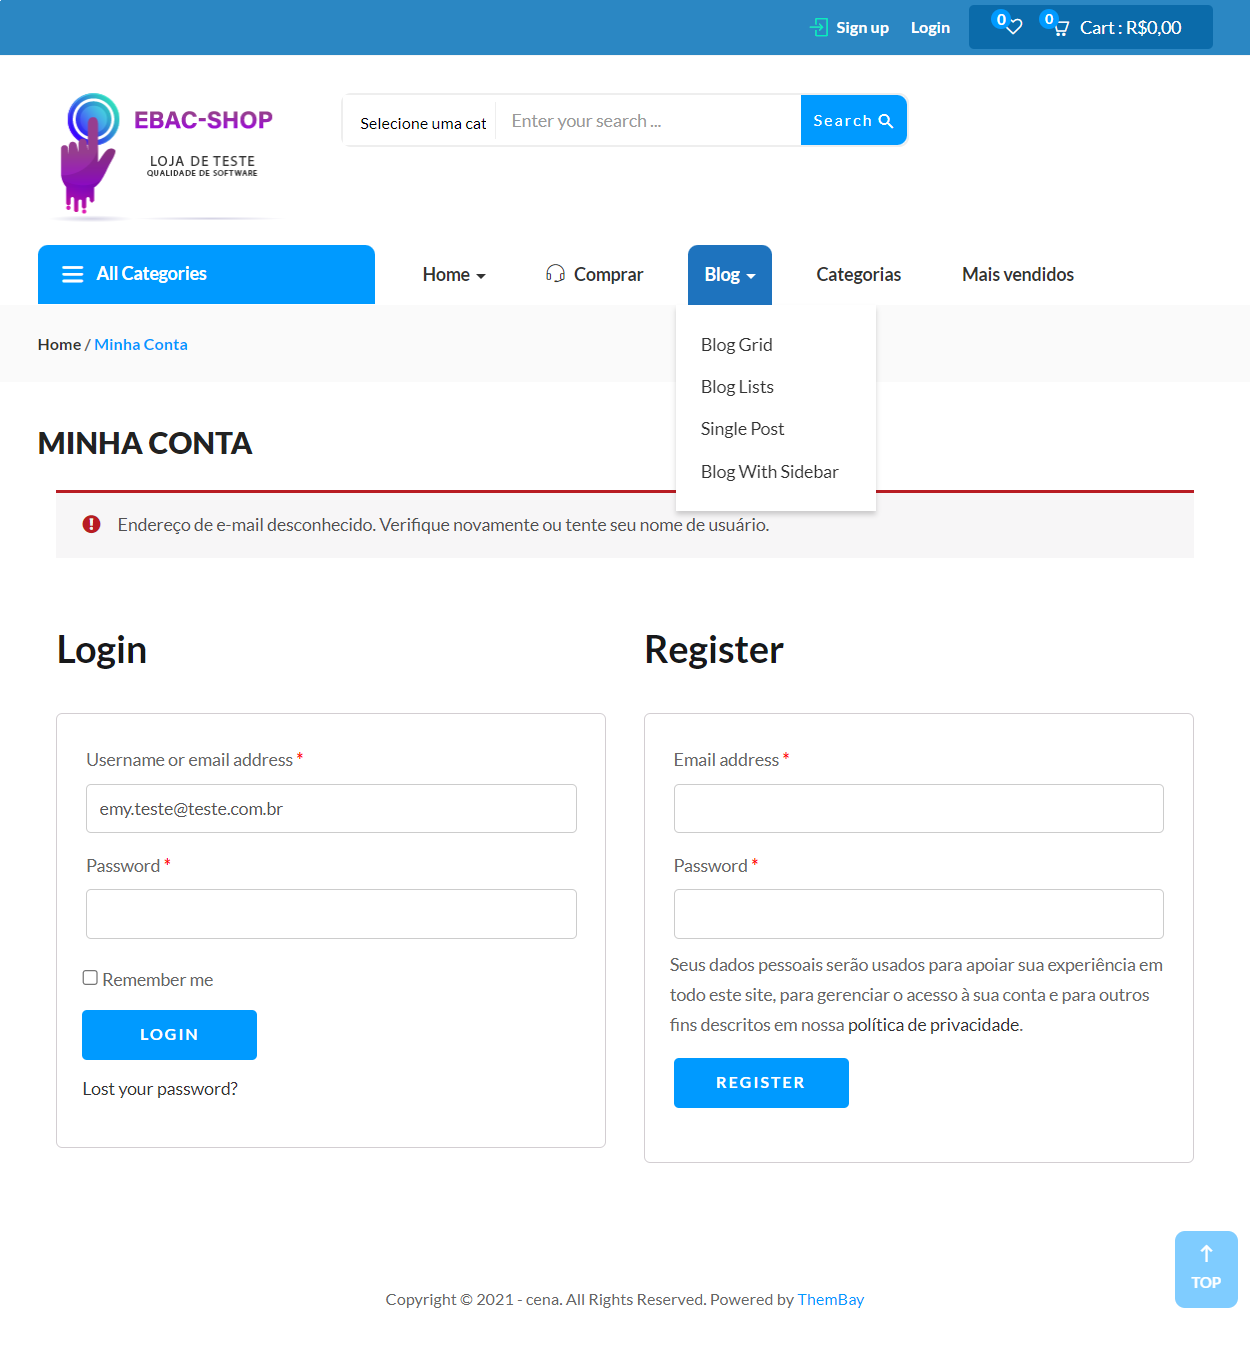 Sign up Login 0 0 Cart : R$0,00
EBAC-SHOP
LOJA DE TESTE
QUALIDADE DE SOFTWARE
Selecione uma cat Enter your search ... Search
All Categories Home Comprar Blog Categorias Mais vendidos
Home / Minha Conta
Blog Grid
Blog Lists
Single Post
Blog With Sidebar
MINHA CONTA
Endereço de e-mail desconhecido. Verifique novamente ou tente seu nome de usuário.
Login
Username or email address *
emy.teste@teste.com.br
Password *
Remember me
LOGIN
Lost your password?
Register
Email address *
Password *
Seus dados pessoais serão usados para apoiar sua experiência em
todo este site, para gerenciar o acesso à sua conta e para outros
fins descritos em nossa política de privacidade.
REGISTER
TOP
Copyright © 2021 - cena. All Rights Reserved. Powered by ThemBay